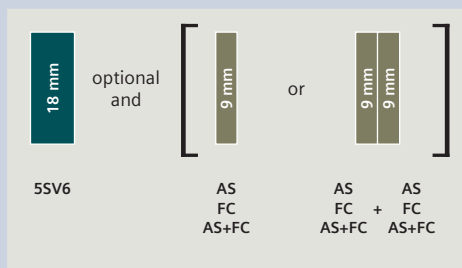 18 mm
optional
and
9 mm
or
9 mm
9 mm
5SV6
AS
FC
AS+FC
AS AS
FC + FC
AS+FC AS+FC